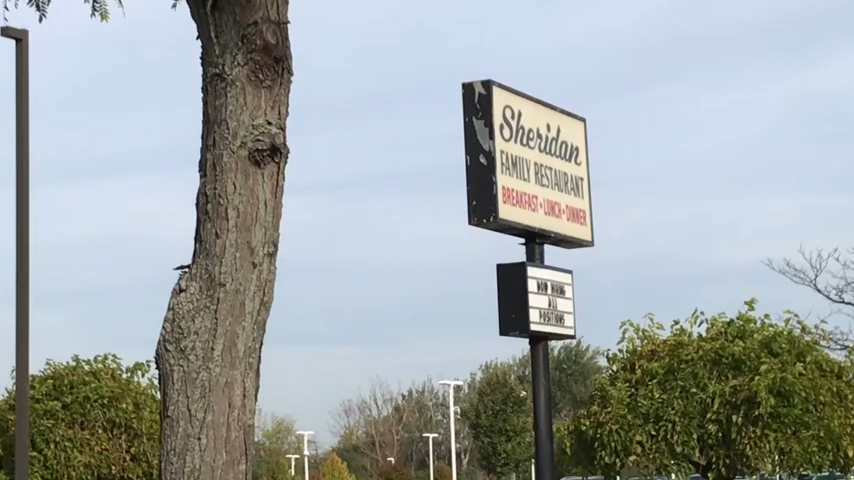 Sheridan
FAMILY RESTAURANT
BREAKFAST • LUNCH • DINNER
NOW HIRING
ALL
POSITIONS